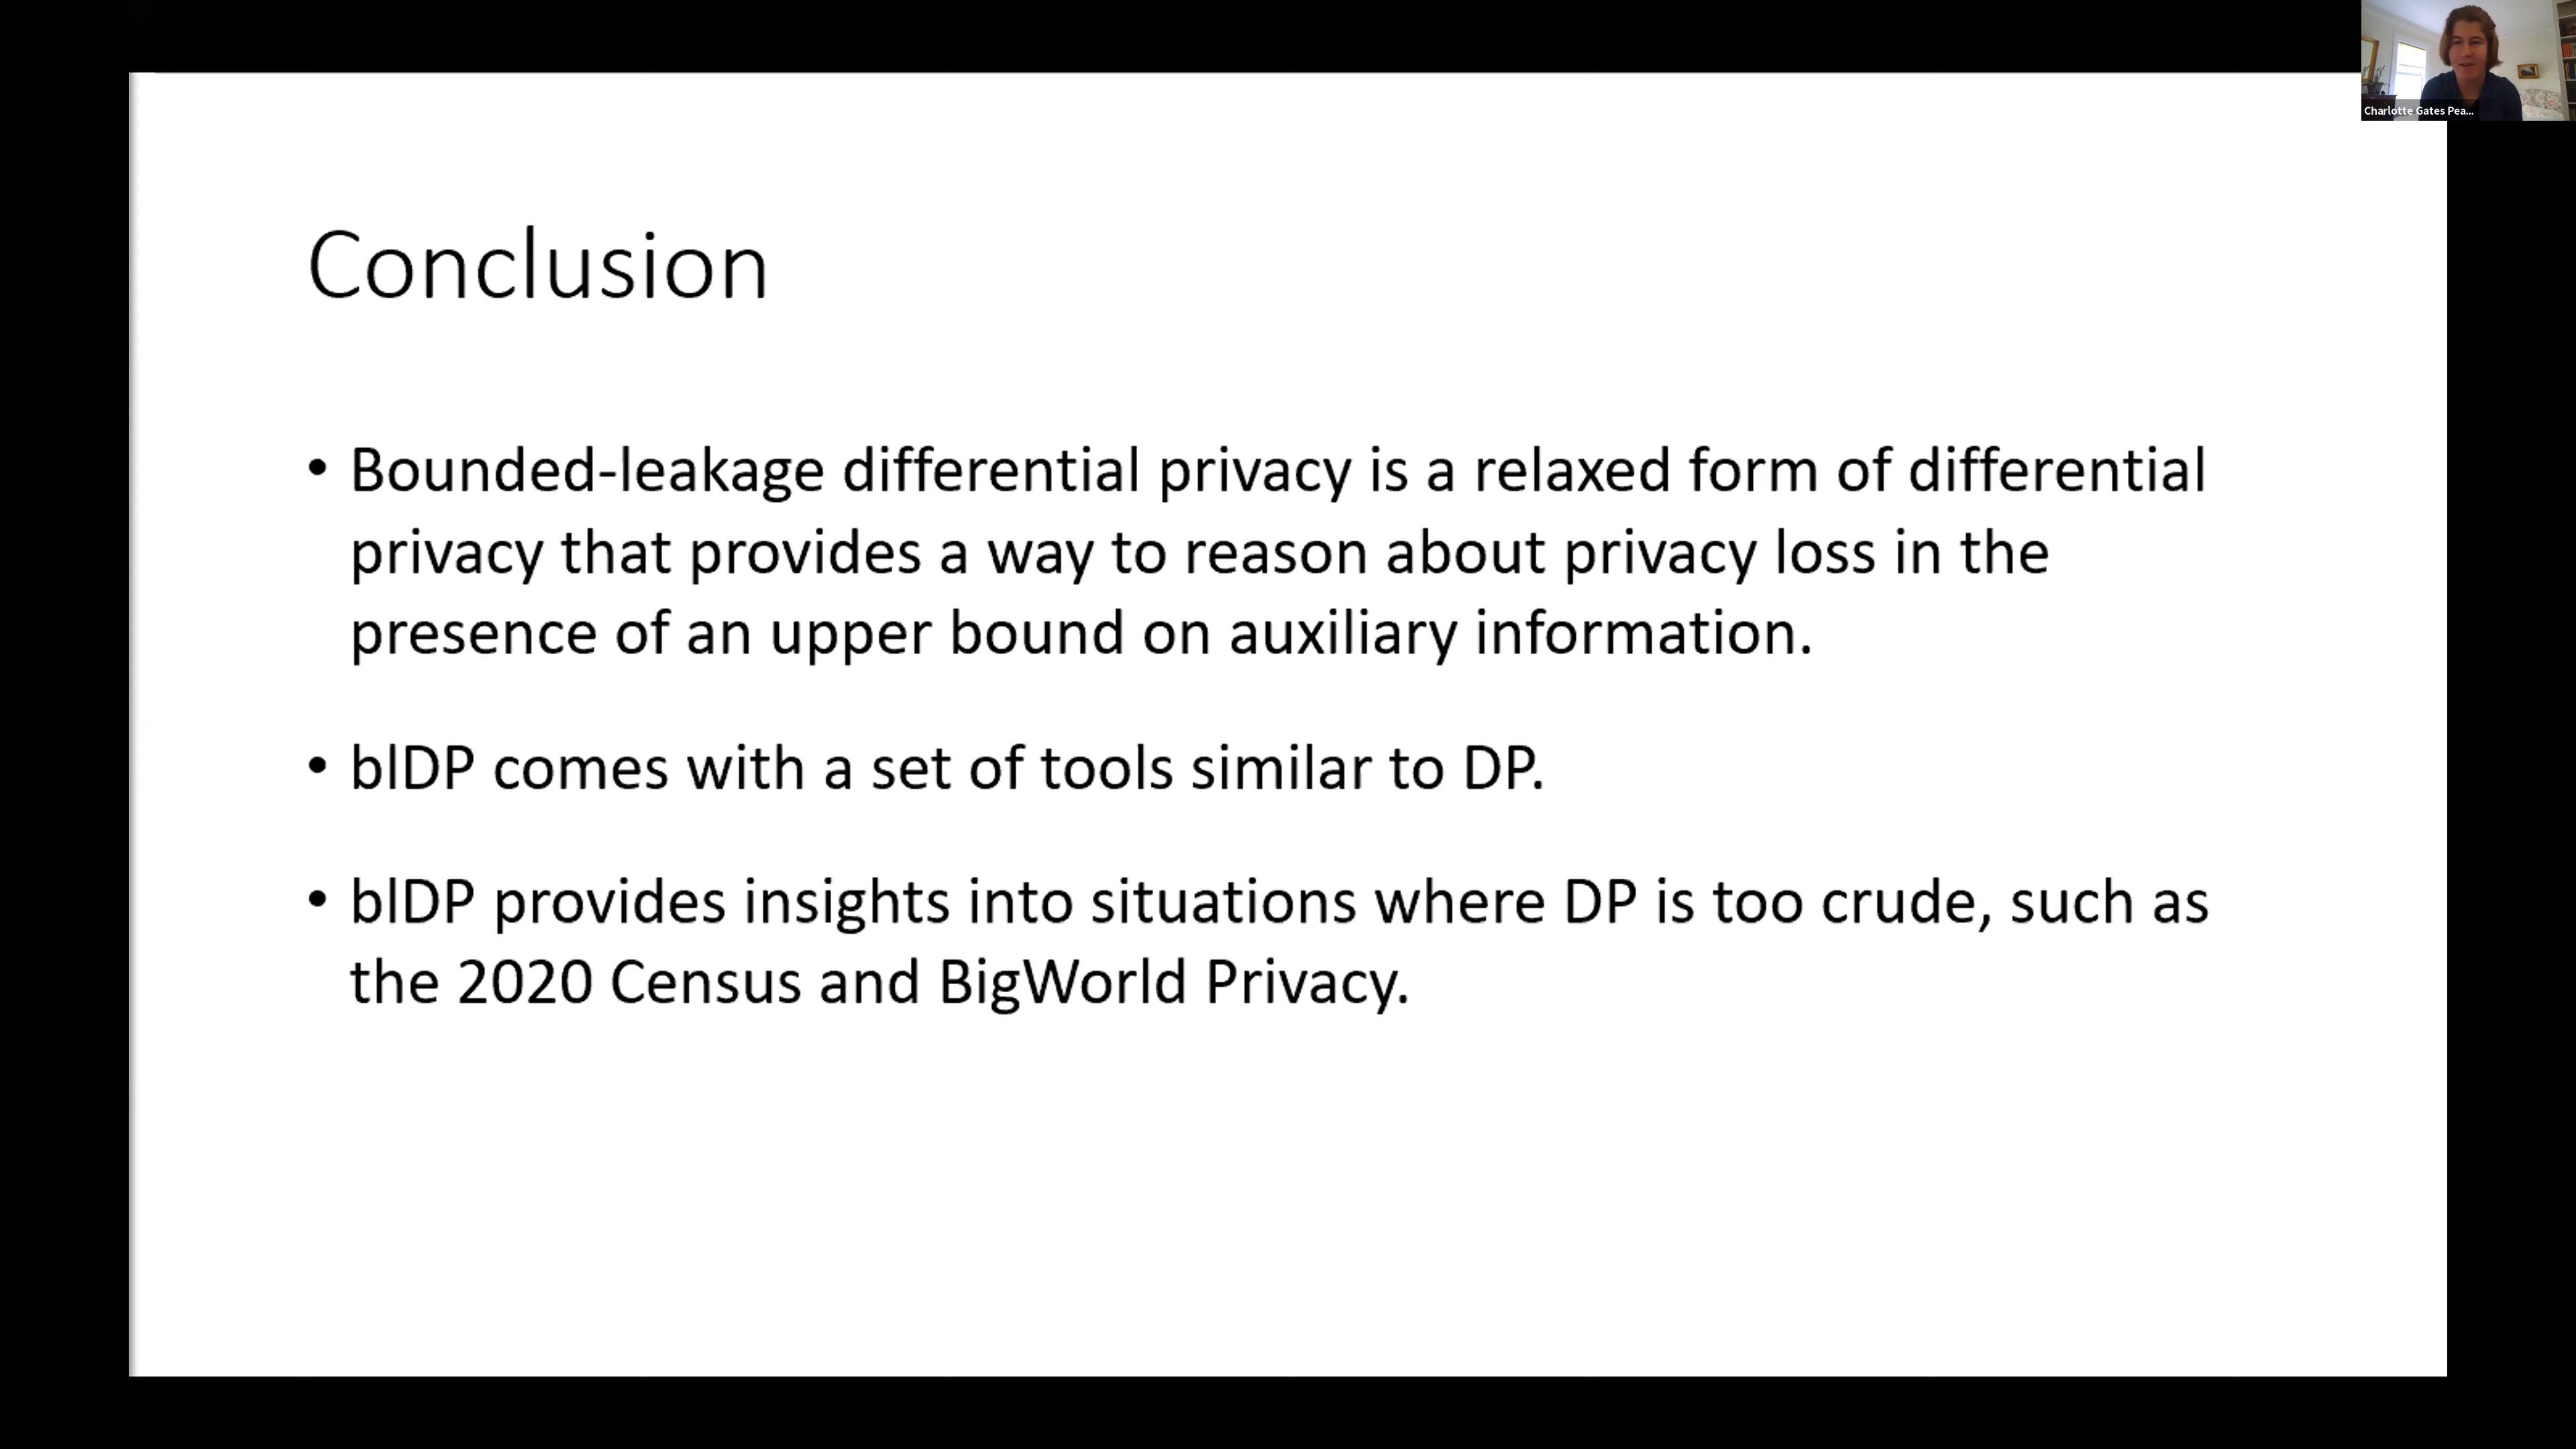 Charlotte Gates Pea...
Conclusion
• Bounded-leakage differential privacy is a relaxed form of differential
privacy that provides a way to reason about privacy loss in the
presence of an upper bound on auxiliary information.
• blDP comes with a set of tools similar to DP.
• blDP provides insights into situations where DP is too crude, such as
the 2020 Census and BigWorld Privacy.